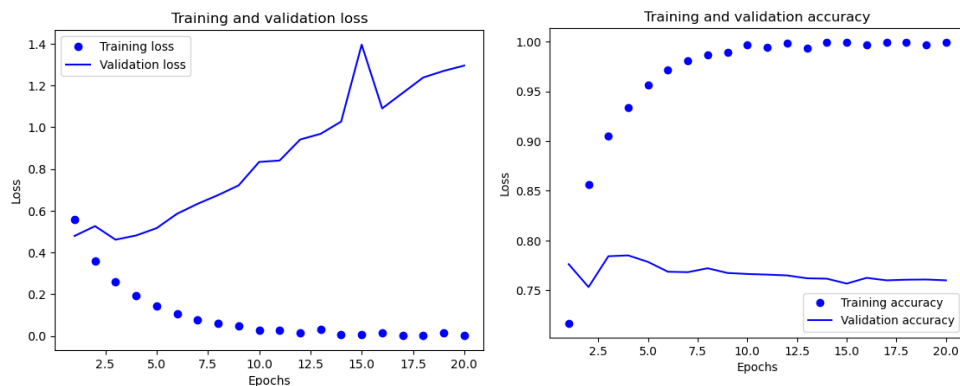 Training and validation loss
Training loss
Validation loss
1.4
1.2
1.0
0.8
0.6
0.4
0.2
0.0
Loss
2.5 5.0 7.5 10.0 12.5 15.0 17.5 20.0
Epochs
Training and validation accuracy
1.00
0.95
0.90
0.85
0.80
0.75
Loss
Training accuracy
Validation accuracy
2.5 5.0 7.5 10.0 12.5 15.0 17.5 20.0
Epochs